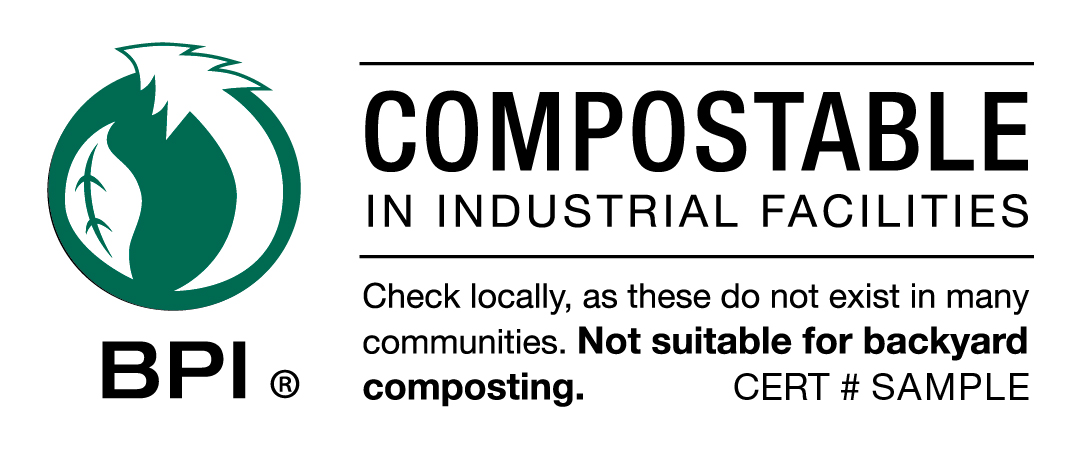 COMPOSTABLE
IN INDUSTRIAL FACILITIES
Check locally, as these do not exist in many
communities. Not suitable for backyard
composting. CERT # SAMPLE
BPI ®